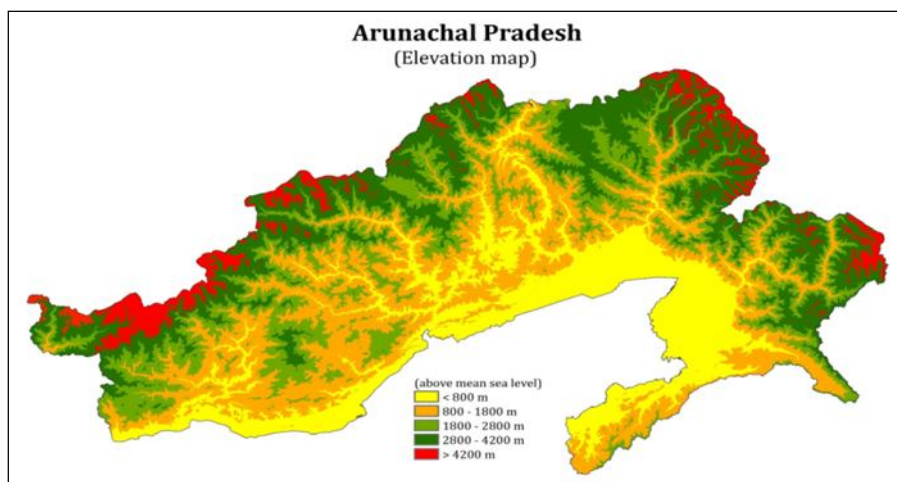 Arunachal Pradesh
(Elevation map)
(above mean sea level)
< 800 m
800 - 1800 m
1800 - 2800 m
2800 - 4200 m
> 4200 m